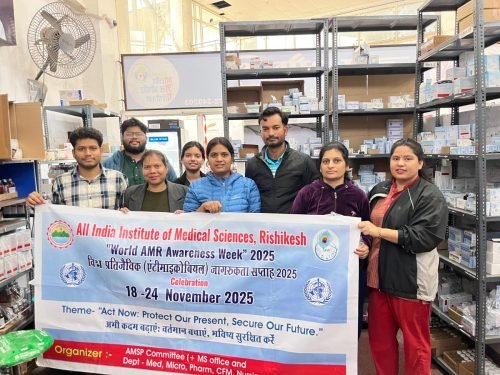 All India Institute of Medical Sciences, Rishikesh
"World AMR Awareness Week" 2025
विश्व प्रतिजैविक (एंटीमाइक्रोबियल) जागरूकता सप्ताह 2025
Celebration
18 -24 November 2025
Theme- "Act Now: Protect Our Present, Secure Our Future."
अभी कदम बढ़ाएं: वर्तमान बचाएं, भविष्य सुरक्षित करें
Organizer :- AMSP Committee (+ MS office and
Dept - Med, Micro, Pharm, CFM,